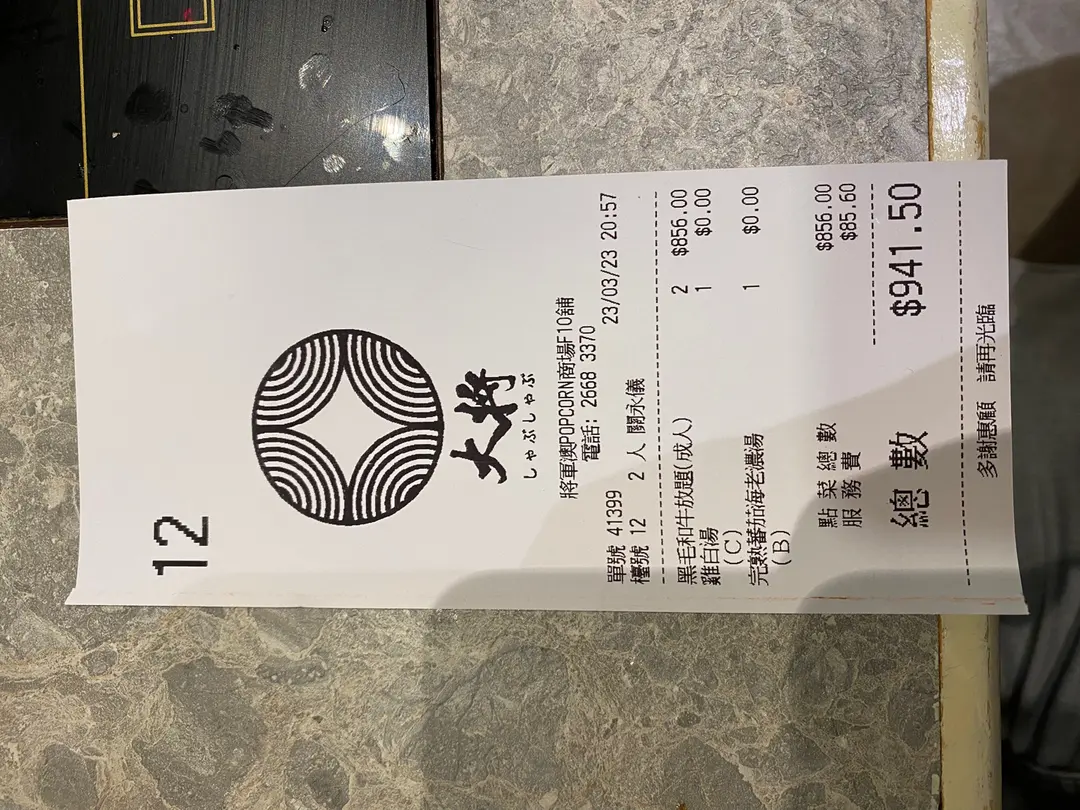 12
大将
しゃぶしゃぶ
將軍澳POPCORN商場F10舖
電話: 2668 3370
單號 41399 23/03/23 20:57
檯號 12 2 人 關永儀
黑毛和牛放題(成人) 2 $856.00
雞白湯 1 $0.00
(C)
完熟蕃茄海老濃湯 1 $0.00
(B)
點菜總數 $856.00
服務費 $85.60
總數 $941.50
多謝惠顧 請再光臨